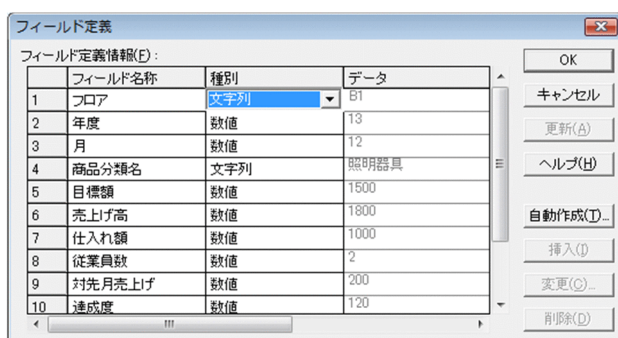 フィールド定義
フィールド定義情報(F):
フィールド名称 種別 データ
1 フロア 文字列 B1
2 年度 数値 13
3 月 数値 12
4 商品分類名 文字列 照明器具
5 目標額 数値 1500
6 売上げ高 数値 1800
7 仕入れ額 数値 1000
8 従業員数 数値 2
9 対先月売上げ 数値 200
10 達成度 数値 120
OK
キャンセル
更新(A)
ヘルプ(H)
自動作成(T)...
挿入(I)
変更(C)...
削除(D)